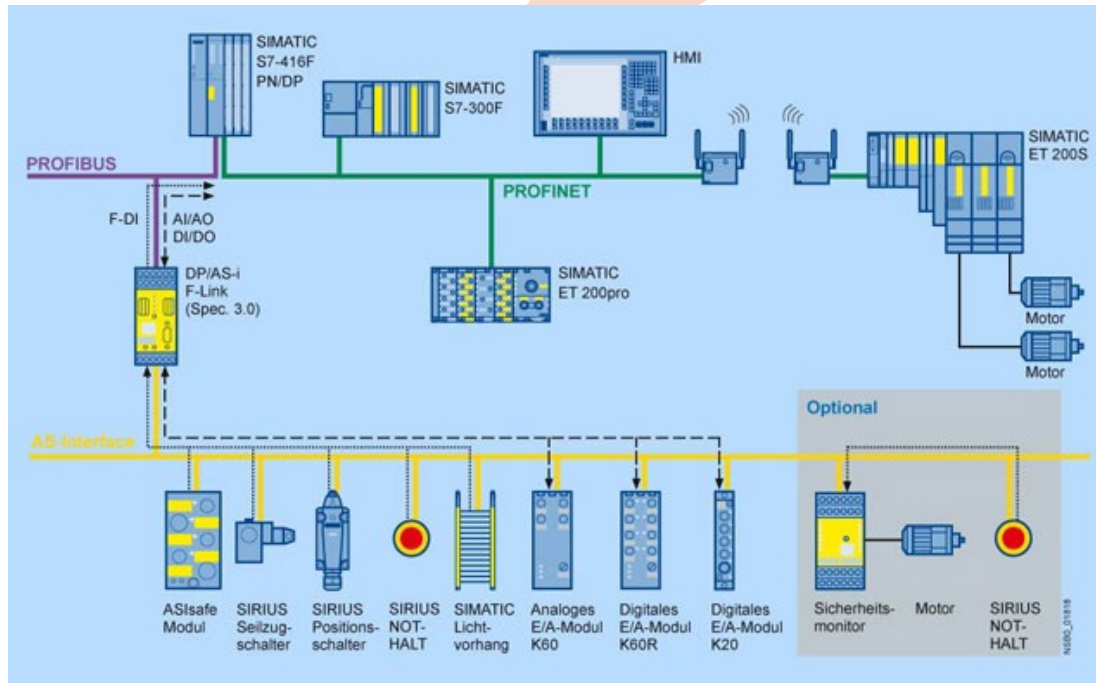 SIMATIC
S7-416F
PN/DP
SIMATIC
S7-300F
HMI
SIMATIC
ET 200S
PROFIBUS
PROFINET
F-DI
AI/AO
DI/DO
DP/AS-i
F-Link
(Spec. 3.0)
SIMATIC
ET 200pro
Motor
Motor
Optional
AS-Interface
ASIsafe
Modul
SIRIUS
Seilzug-
schalter
SIRIUS
Positions-
schalter
SIRIUS
NOT-
HALT
SIMATIC
Licht-
vorhang
Analoges
E/A-Modul
K60
Digitales
E/A-Modul
K60R
Digitales
E/A-Modul
K20
Sicherheits-
monitor
Motor
SIRIUS
NOT-
HALT
NSB0_01818